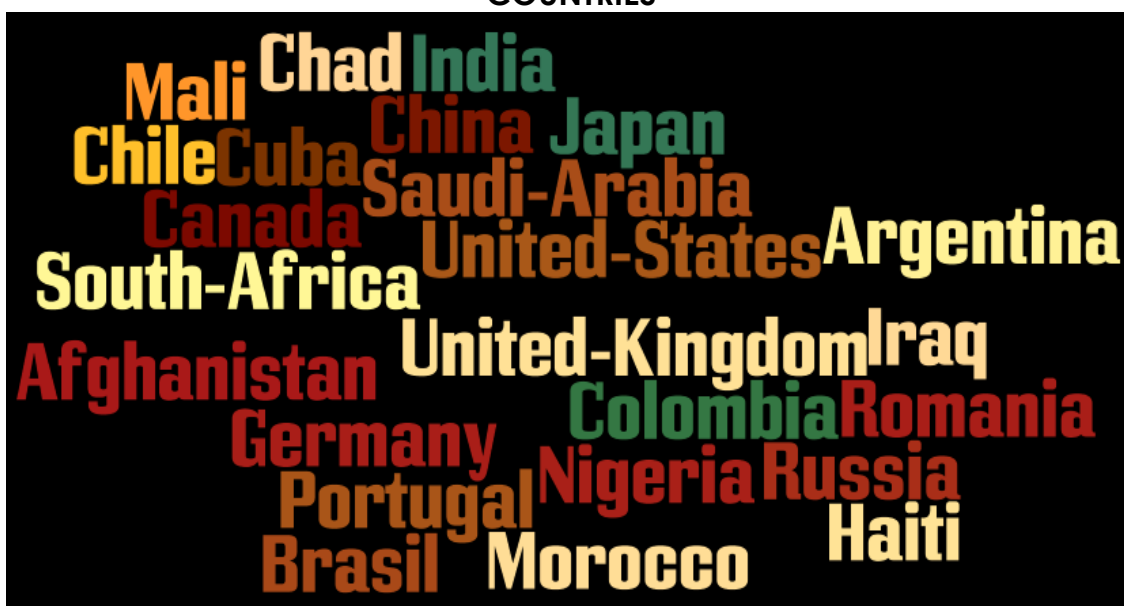 COUNTRIES
Chad India
Mali
China Japan
Chile Cuba
Saudi-Arabia
Canada
United-States Argentina
South-Africa
United-Kingdom Iraq
Afghanistan
Colombia Romania
Germany
Nigeria Russia
Portugal
Haiti
Brasil Morocco